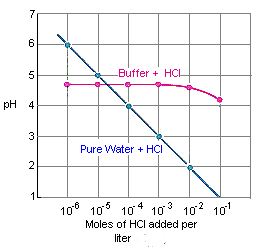 7
6
Buffer + HCl
5
pH
4
3
Pure Water + HCl
2
1
10-6 10-5 10-4 10-3 10-2 10-1
Moles of HCl added per
liter